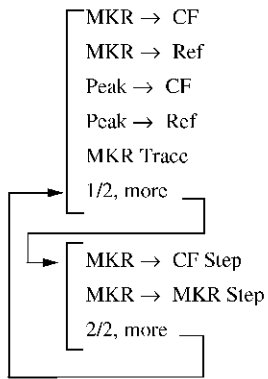 MKR → CF
MKR → Ref
Peak → CF
Peak → Ref
MKR Trace
1/2, more
MKR → CF Step
MKR → MKR Step
2/2, more